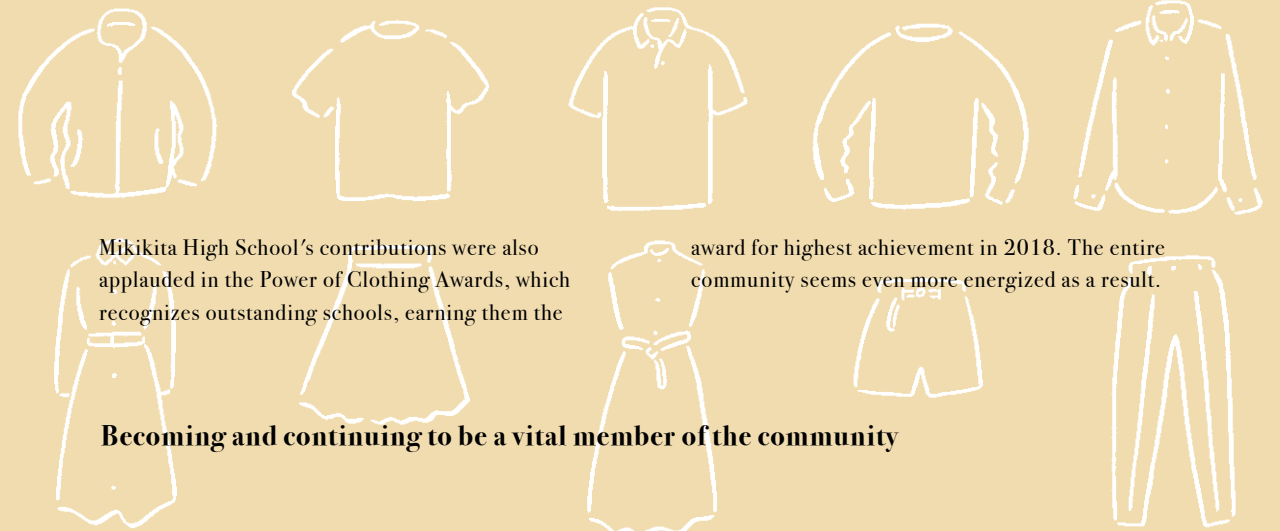 Mikikita High School's contributions were also
applauded in the Power of Clothing Awards, which
recognizes outstanding schools, earning them the
award for highest achievement in 2018. The entire
community seems even more energized as a result.
Becoming and continuing to be a vital member of the community